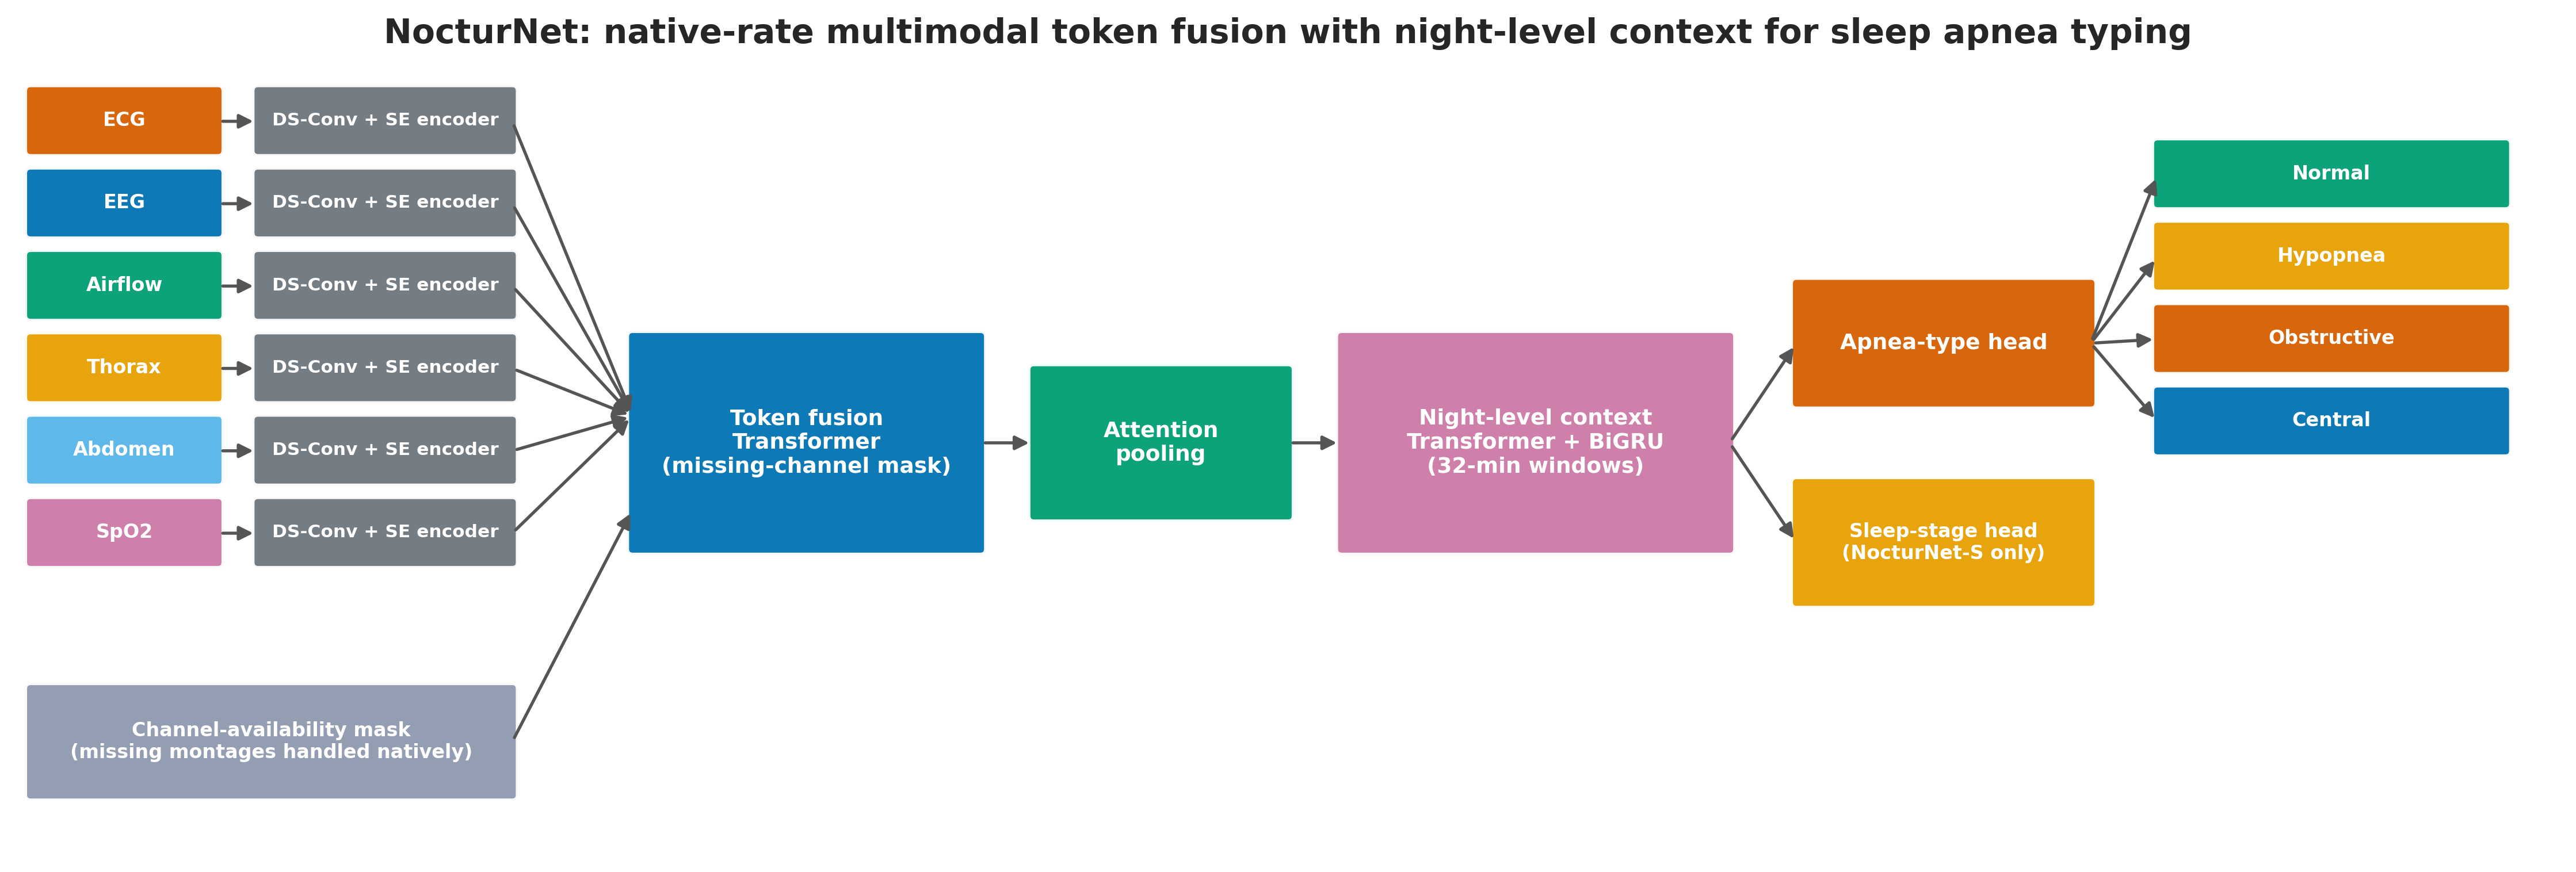 NocturNet: native-rate multimodal token fusion with night-level context for sleep apnea typing
ECG
DS-Conv + SE encoder
EEG
DS-Conv + SE encoder
Airflow
DS-Conv + SE encoder
Thorax
DS-Conv + SE encoder
Abdomen
DS-Conv + SE encoder
SpO2
DS-Conv + SE encoder
Channel-availability mask
(missing montages handled natively)
Token fusion
Transformer
(missing-channel mask)
Attention
pooling
Night-level context
Transformer + BiGRU
(32-min windows)
Apnea-type head
Sleep-stage head
(NocturNet-S only)
Normal
Hypopnea
Obstructive
Central